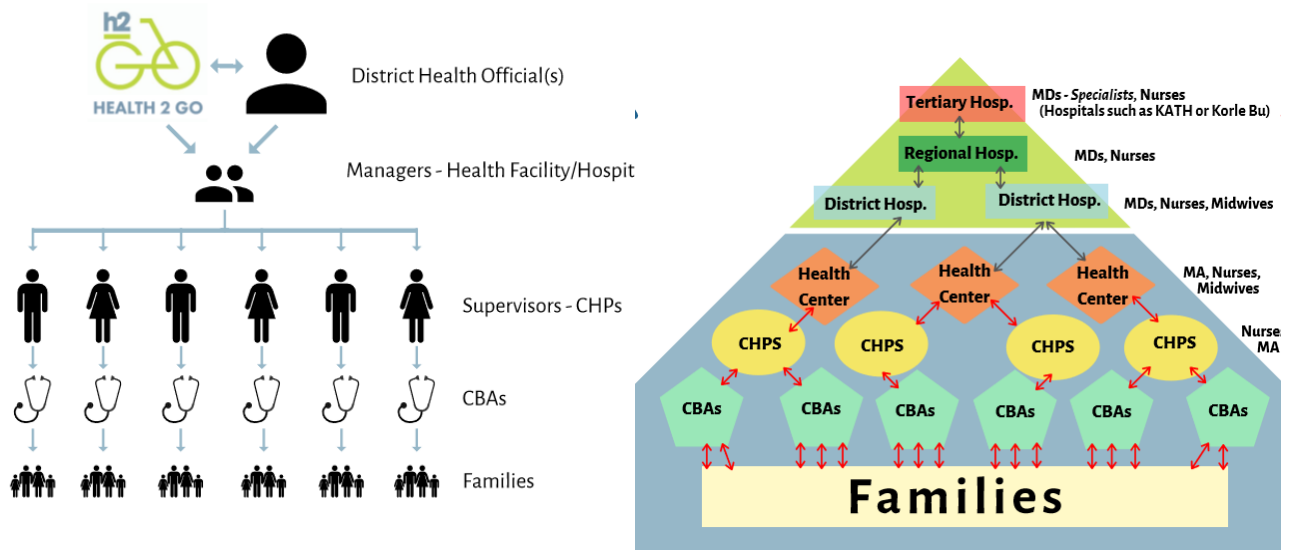 h2
HEALTH 2 GO
District Health Official(s)
Managers - Health Facility/Hospit
Supervisors - CHPs
CBAs
Families
Tertiary Hosp.
MDs - Specialists, Nurses
(Hospitals such as KATH or Korle Bu)
Regional Hosp.
MDs, Nurses
District Hosp.
District Hosp.
MDs, Nurses, Midwives
Health
Center
Health
Center
Health
Center
MA, Nurses,
Midwives
CHPS
CHPS
CHPS
CHPS
Nurses
MA
CBAs
CBAs
CBAs
CBAs
CBAs
CBAs
Families